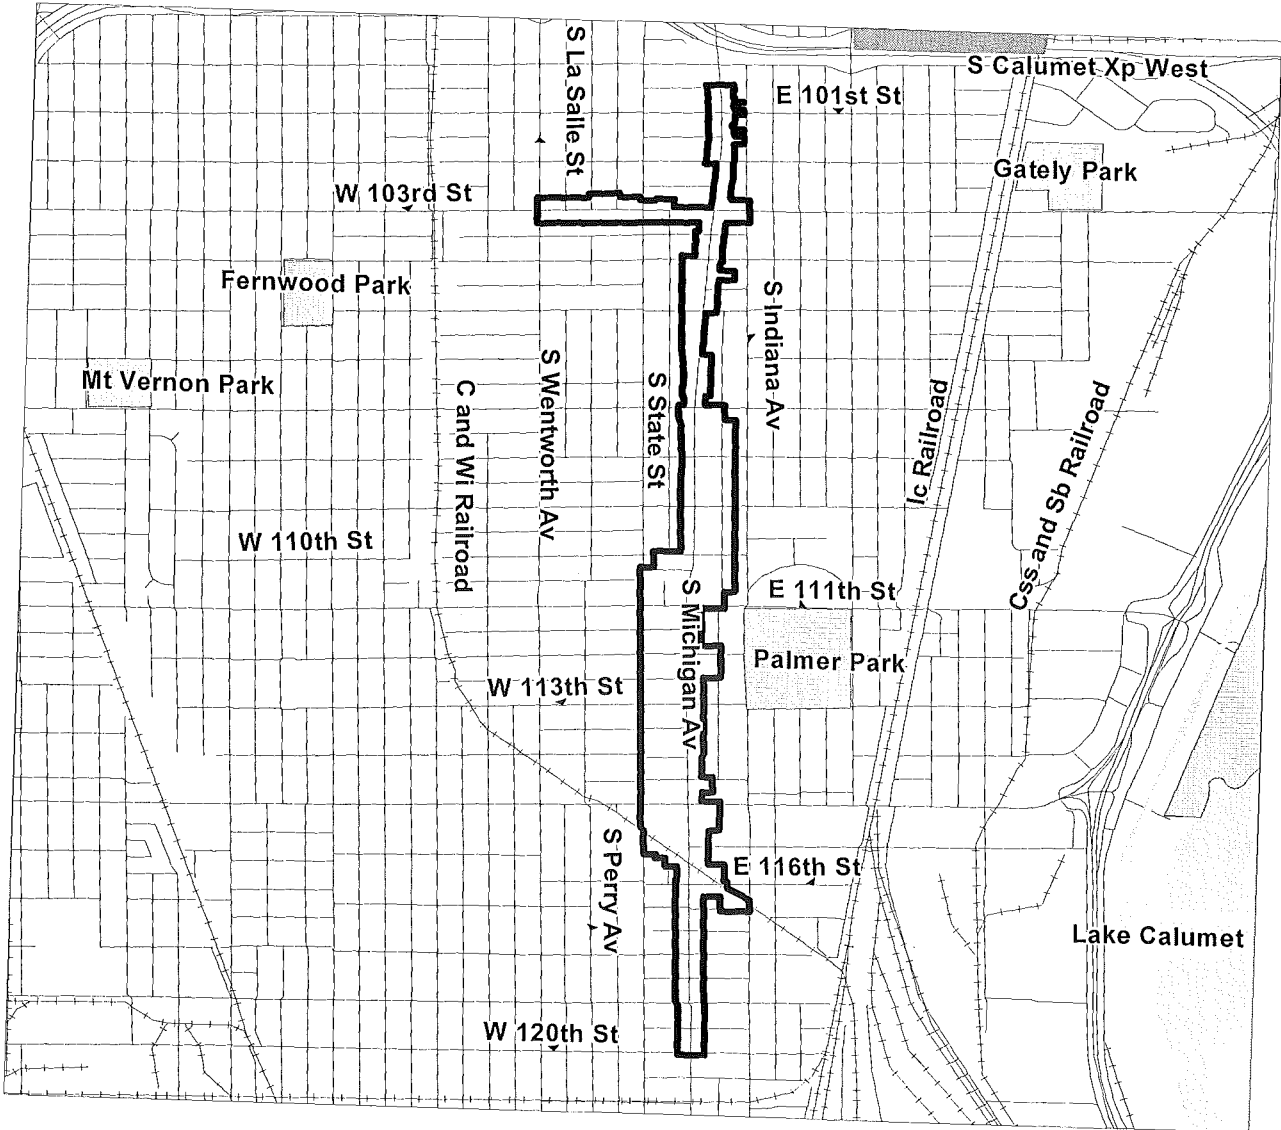 S La Salle St
S Calumet Xp West
E 101st St
Gately Park
W 103rd St
Fernwood Park
S Indiana Av
Mt Vernon Park
C and Wi Railroad
S Wentworth Av
S State St
Ic Railroad
Css and Sb Railroad
W 110th St
E 111th St
S Michigan Av
Palmer Park
W 113th St
S Perry Av
E 116th St
Lake Calumet
W 120th St